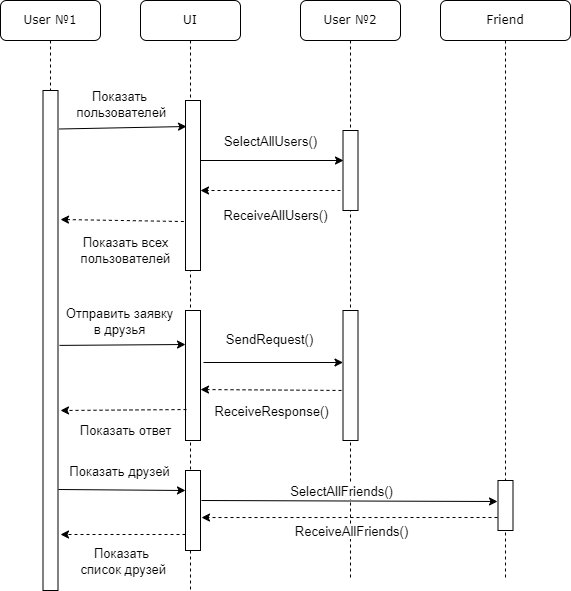 User №1
UI
User №2
Friend
Показать
пользователей
SelectAllUsers()
ReceiveAllUsers()
Показать всех
пользователей
Отправить заявку
в друзья
SendRequest()
ReceiveResponse()
Показать ответ
Показать друзей
SelectAllFriends()
ReceiveAllFriends()
Показать
список друзей